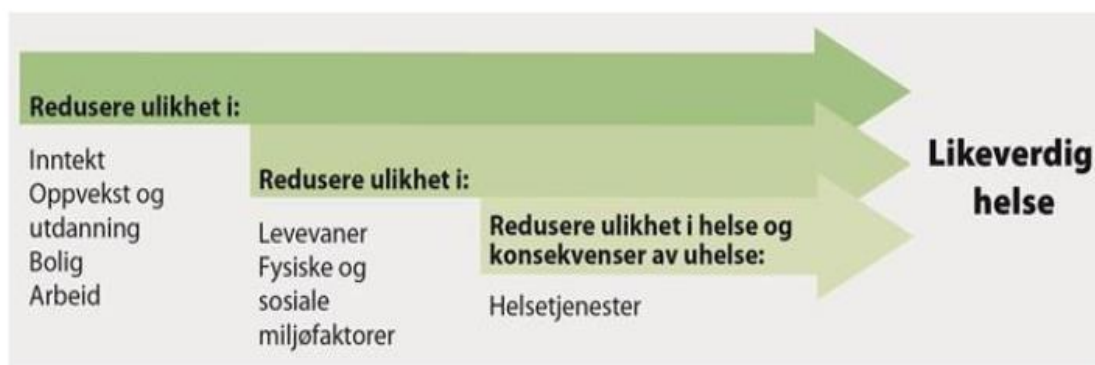 Redusere ulikhet i:
Inntekt
Oppvekst og
utdanning
Bolig
Arbeid
Redusere ulikhet i:
Levevaner
Fysiske og
sosiale
miljøfaktorer
Redusere ulikhet i helse og
konsekvenser av uhelse:
Helsetjenester
Likeverdig
helse